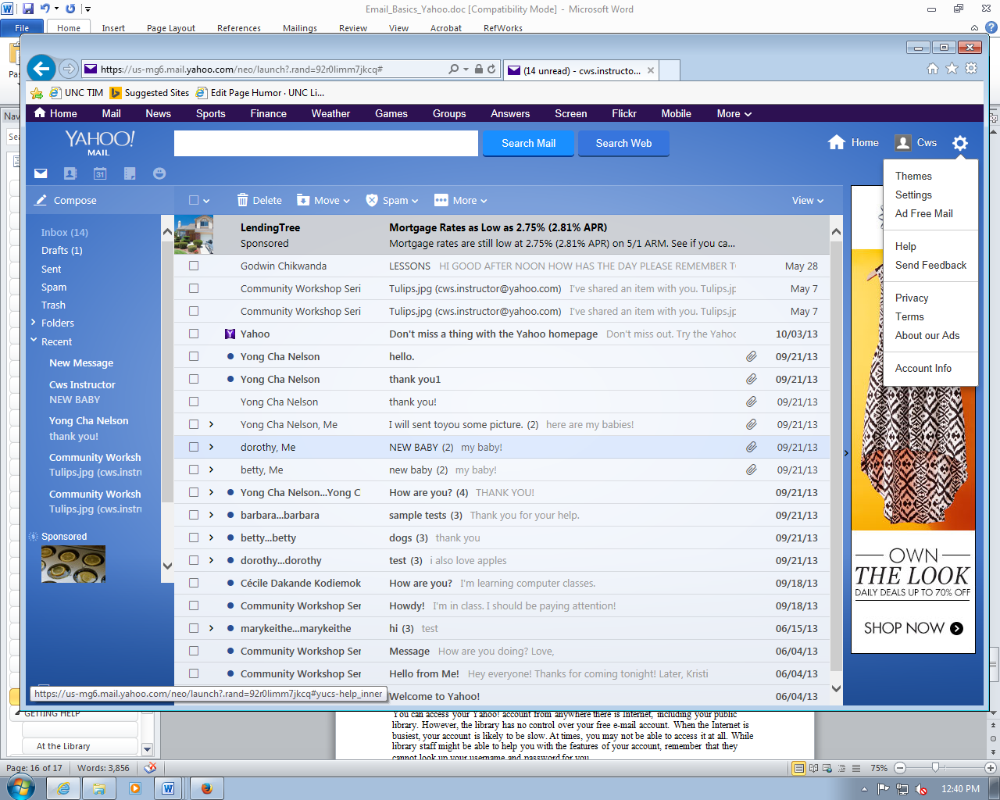 Email_Basics_Yahoo.doc [Compatibility Mode] - Microsoft Word
File Home Insert Page Layout References Mailings Review View Acrobat RefWorks
https://us-mg6.mail.yahoo.com/neo/launch?.rand=92r0limm7jkcq#
(14 unread) - cws.instructo...
UNC TIM Suggested Sites Edit Page Humor · UNC Li...
Home Mail News Sports Finance Weather Games Groups Answers Screen Flickr Mobile More
YAHOO! MAIL
Search Mail Search Web
Home Cws
31
Compose
Delete Move Spam More View
Themes
Settings
Ad Free Mail
Help
Send Feedback
Privacy
Terms
About our Ads
Account Info
Inbox (14)
Drafts (1)
Sent
Spam
Trash
Folders
Recent
New Message
Cws Instructor
NEW BABY
Yong Cha Nelson
thank you!
Community Worksh
Tulips.jpg (cws.instru
Community Worksh
Tulips.jpg (cws.instru
Sponsored
LendingTree Mortgage Rates as Low as 2.75% (2.81% APR)
Sponsored Mortgage rates are still low at 2.75% (2.81% APR) on 5/1 ARM. See if you ca...
Godwin Chikwanda LESSONS HI GOOD AFTER NOON HOW HAS THE DAY PLEASE REMEMBER TO May 28
Community Workshop Seri Tulips.jpg (cws.instructor@yahoo.com) I've shared an item with you. Tulips.jp May 7
Community Workshop Seri Tulips.jpg (cws.instructor@yahoo.com) I've shared an item with you. Tulips.jp May 7
Yahoo Don't miss a thing with the Yahoo homepage Don't miss out. Try the Yahoo 10/03/13
Yong Cha Nelson hello. 09/21/13
Yong Cha Nelson thank you1 09/21/13
Yong Cha Nelson thank you! 09/21/13
Yong Cha Nelson, Me I will sent toyou some picture. (2) here are my babies! 09/21/13
dorothy, Me NEW BABY (2) my baby! 09/21/13
betty, Me new baby (2) my baby! 09/21/13
Yong Cha Nelson...Yong C How are you? (4) THANK YOU! 09/21/13
barbara...barbara sample tests (3) Thank you for your help. 09/21/13
betty...betty dogs (3) thank you 09/21/13
dorothy...dorothy test (3) i also love apples 09/21/13
Cécile Dakande Kodiemok How are you? I'm learning computer classes. 09/18/13
Community Workshop Ser Howdy! I'm in class. I should be paying attention! 09/18/13
marykeithe...marykeithe hi (3) test 06/15/13
Community Workshop Ser Message How are you doing? Love, 06/04/13
Community Workshop Ser Hello from Me! Hey everyone! Thanks for coming tonight! Later, Kristi 06/04/13
Welcome to Yahoo! 06/04/13
OWN
THE LOOK
DAILY DEALS UP TO 70% OFF
SHOP NOW
https://us-mg6.mail.yahoo.com/neo/launch?.rand=92r0limm7jkcq#yucs-help_inner
GETTING HELP
At the Library
You can access your Yahoo! account from anywhere there is Internet, including your public
library. However, the library has no control over your free e-mail account. When the Internet is
busiest, your account is likely to be slow. At times, you may not be able to access it at all. While
library staff might be able to help you with the features of your account, remember that they
cannot look up your username and password for you.
Page: 16 of 17 Words: 3,856 75%
12:40 PM